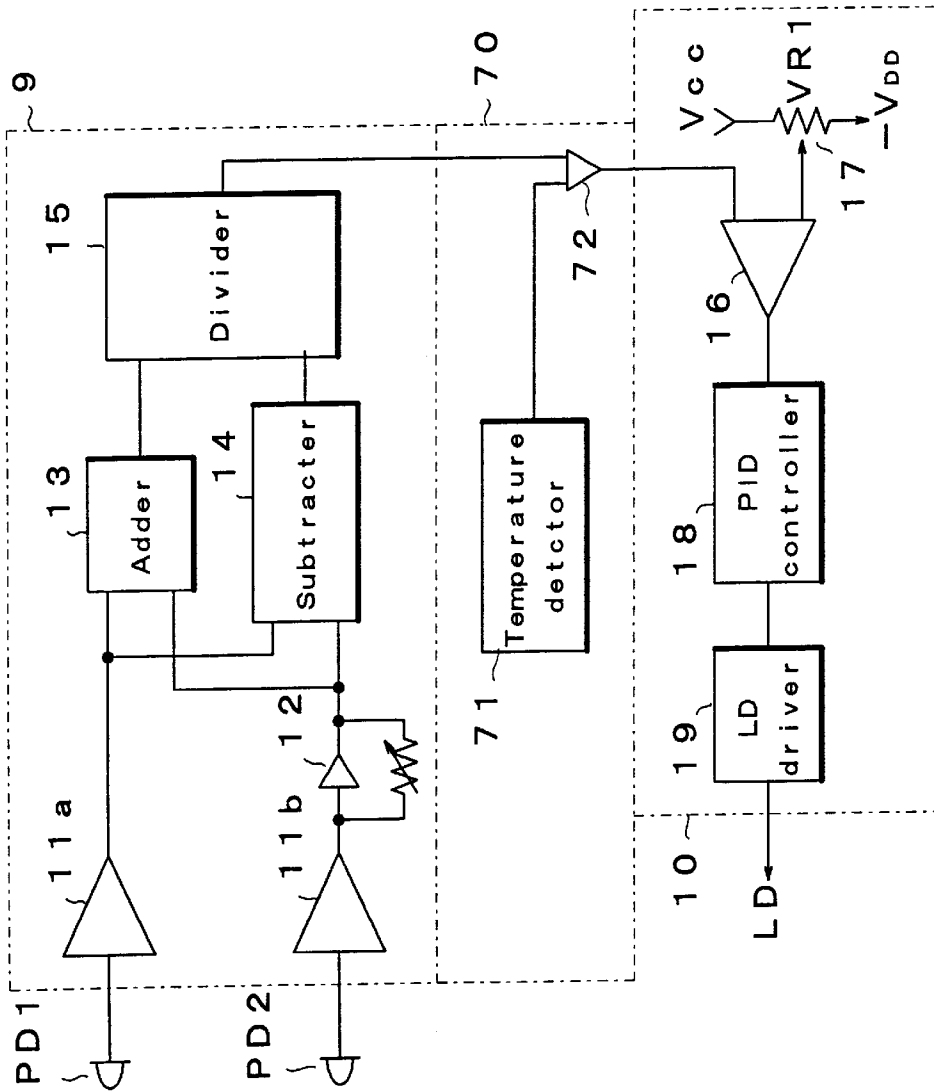 9
15
Divider
13
Adder
14
Subtracter
11a
12
11b
PD1
PD2
70
72
71
Temperature
detctor
Vcc
VR1
17
-VDD
16
18
PID
controller
19
LD
driver
10
LD